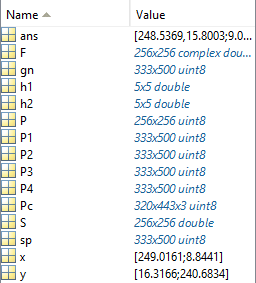 Name Value
ans [248.5369,15.8003;9.0...
F 256x256 complex dou...
gn 333x500 uint8
h1 5x5 double
h2 5x5 double
P 256x256 uint8
P1 333x500 uint8
P2 333x500 uint8
P3 333x500 uint8
P4 333x500 uint8
Pc 320x443x3 uint8
S 256x256 double
sp 333x500 uint8
x [249.0161;8.8441]
y [16.3166;240.6834]